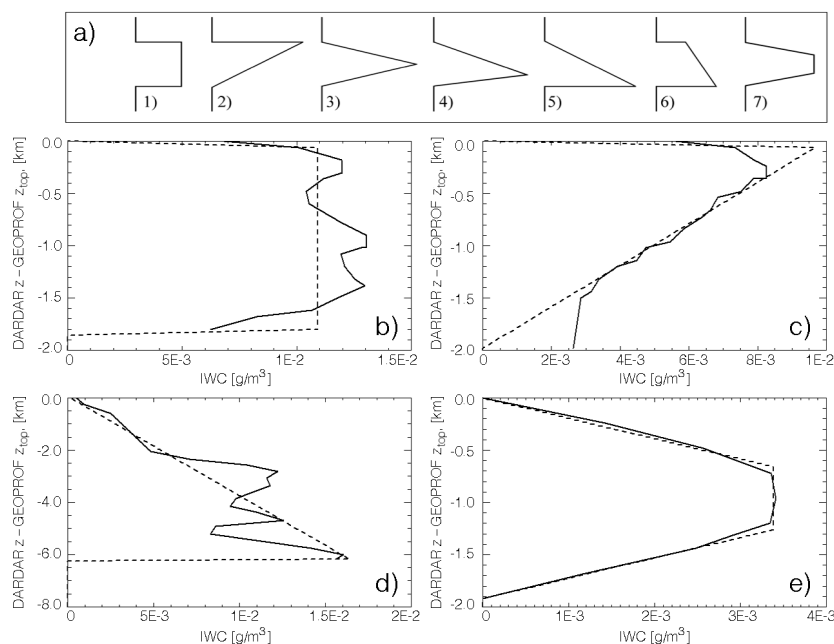 a)
1) 2) 3) 4) 5) 6) 7)
DARDAR z – GEOPROF z_top, [km]
0.0
-0.5
-1.0
-1.5
-2.0
0 5E-3 1E-2 1.5E-2
IWC [g/m³]
b)
DARDAR z – GEOPROF z_top, [km]
0.0
-0.5
-1.0
-1.5
-2.0
0 2E-3 4E-3 6E-3 8E-3 1E-2
IWC [g/m³]
c)
DARDAR z – GEOPROF z_top, [km]
0.0
-2.0
-4.0
-6.0
-8.0
0 5E-3 1E-2 1.5E-2 2E-2
IWC [g/m³]
d)
DARDAR z – GEOPROF z_top, [km]
0.0
-0.5
-1.0
-1.5
-2.0
0 1E-3 2E-3 3E-3 4E-3
IWC [g/m³]
e)